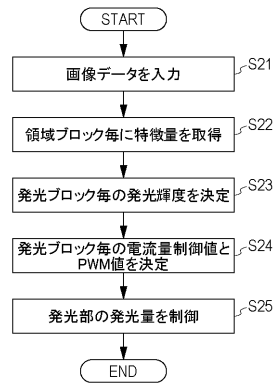 START
画像データを入力
S21
領域ブロック毎に特徴量を取得
S22
発光ブロック毎の発光輝度を決定
S23
発光ブロック毎の電流量制御値と
PWM値を決定
S24
発光部の発光量を制御
S25
END